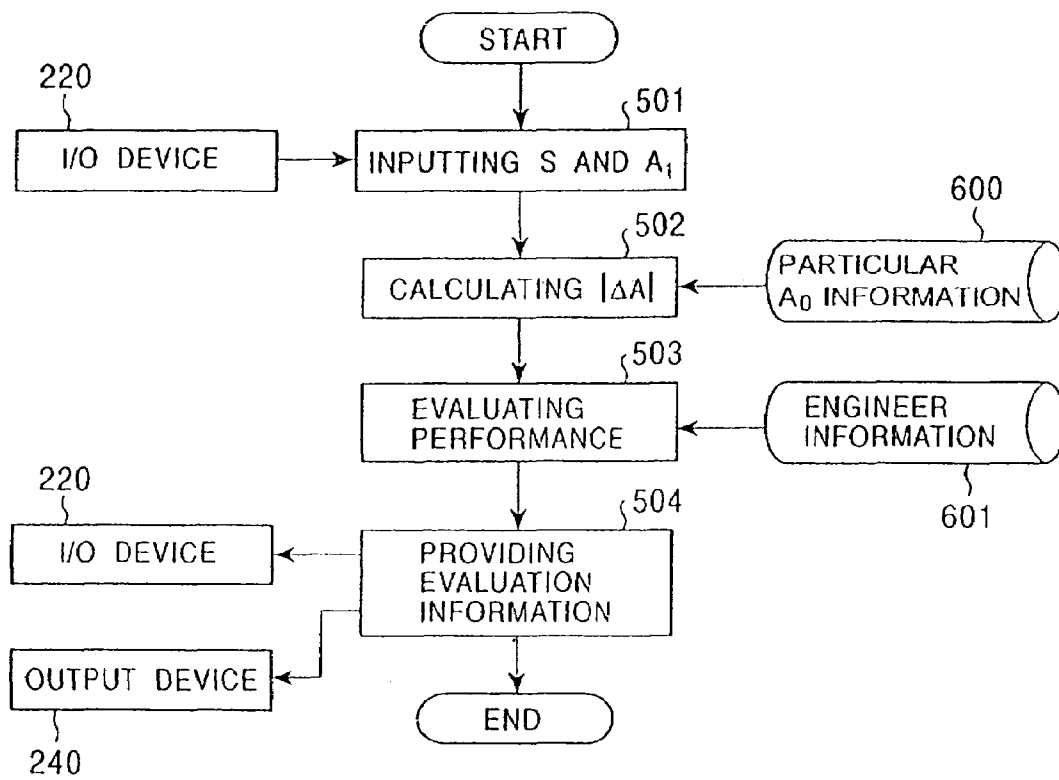 START
220
501
I/O DEVICE
INPUTTING S AND A₁
600
502
PARTICULAR
A₀ INFORMATION
CALCULATING |ΔA|
503
EVALUATING
PERFORMANCE
ENGINEER
INFORMATION
601
220
504
I/O DEVICE
PROVIDING
EVALUATION
INFORMATION
OUTPUT DEVICE
240
END